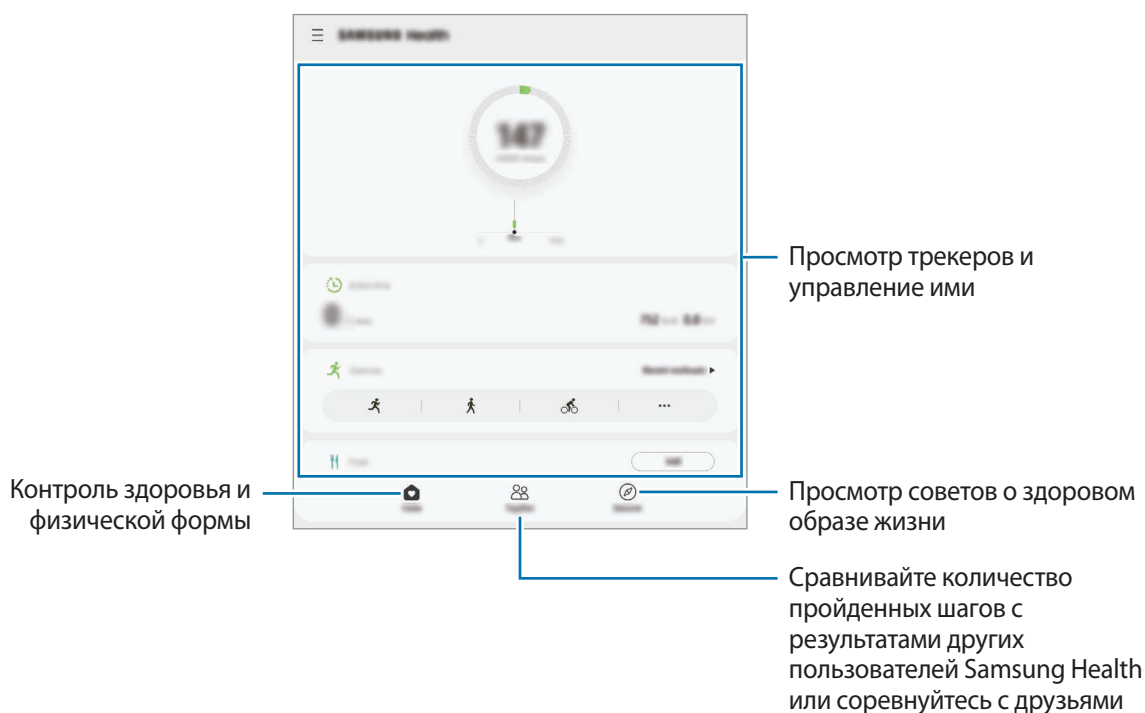 SAMSUNG Health
147
Просмотр трекеров и
управление ими
Контроль здоровья и
физической формы
Просмотр советов о здоровом
образе жизни
Сравнивайте количество
пройденных шагов с
результатами других
пользователей Samsung Health
или соревнуйтесь с друзьями